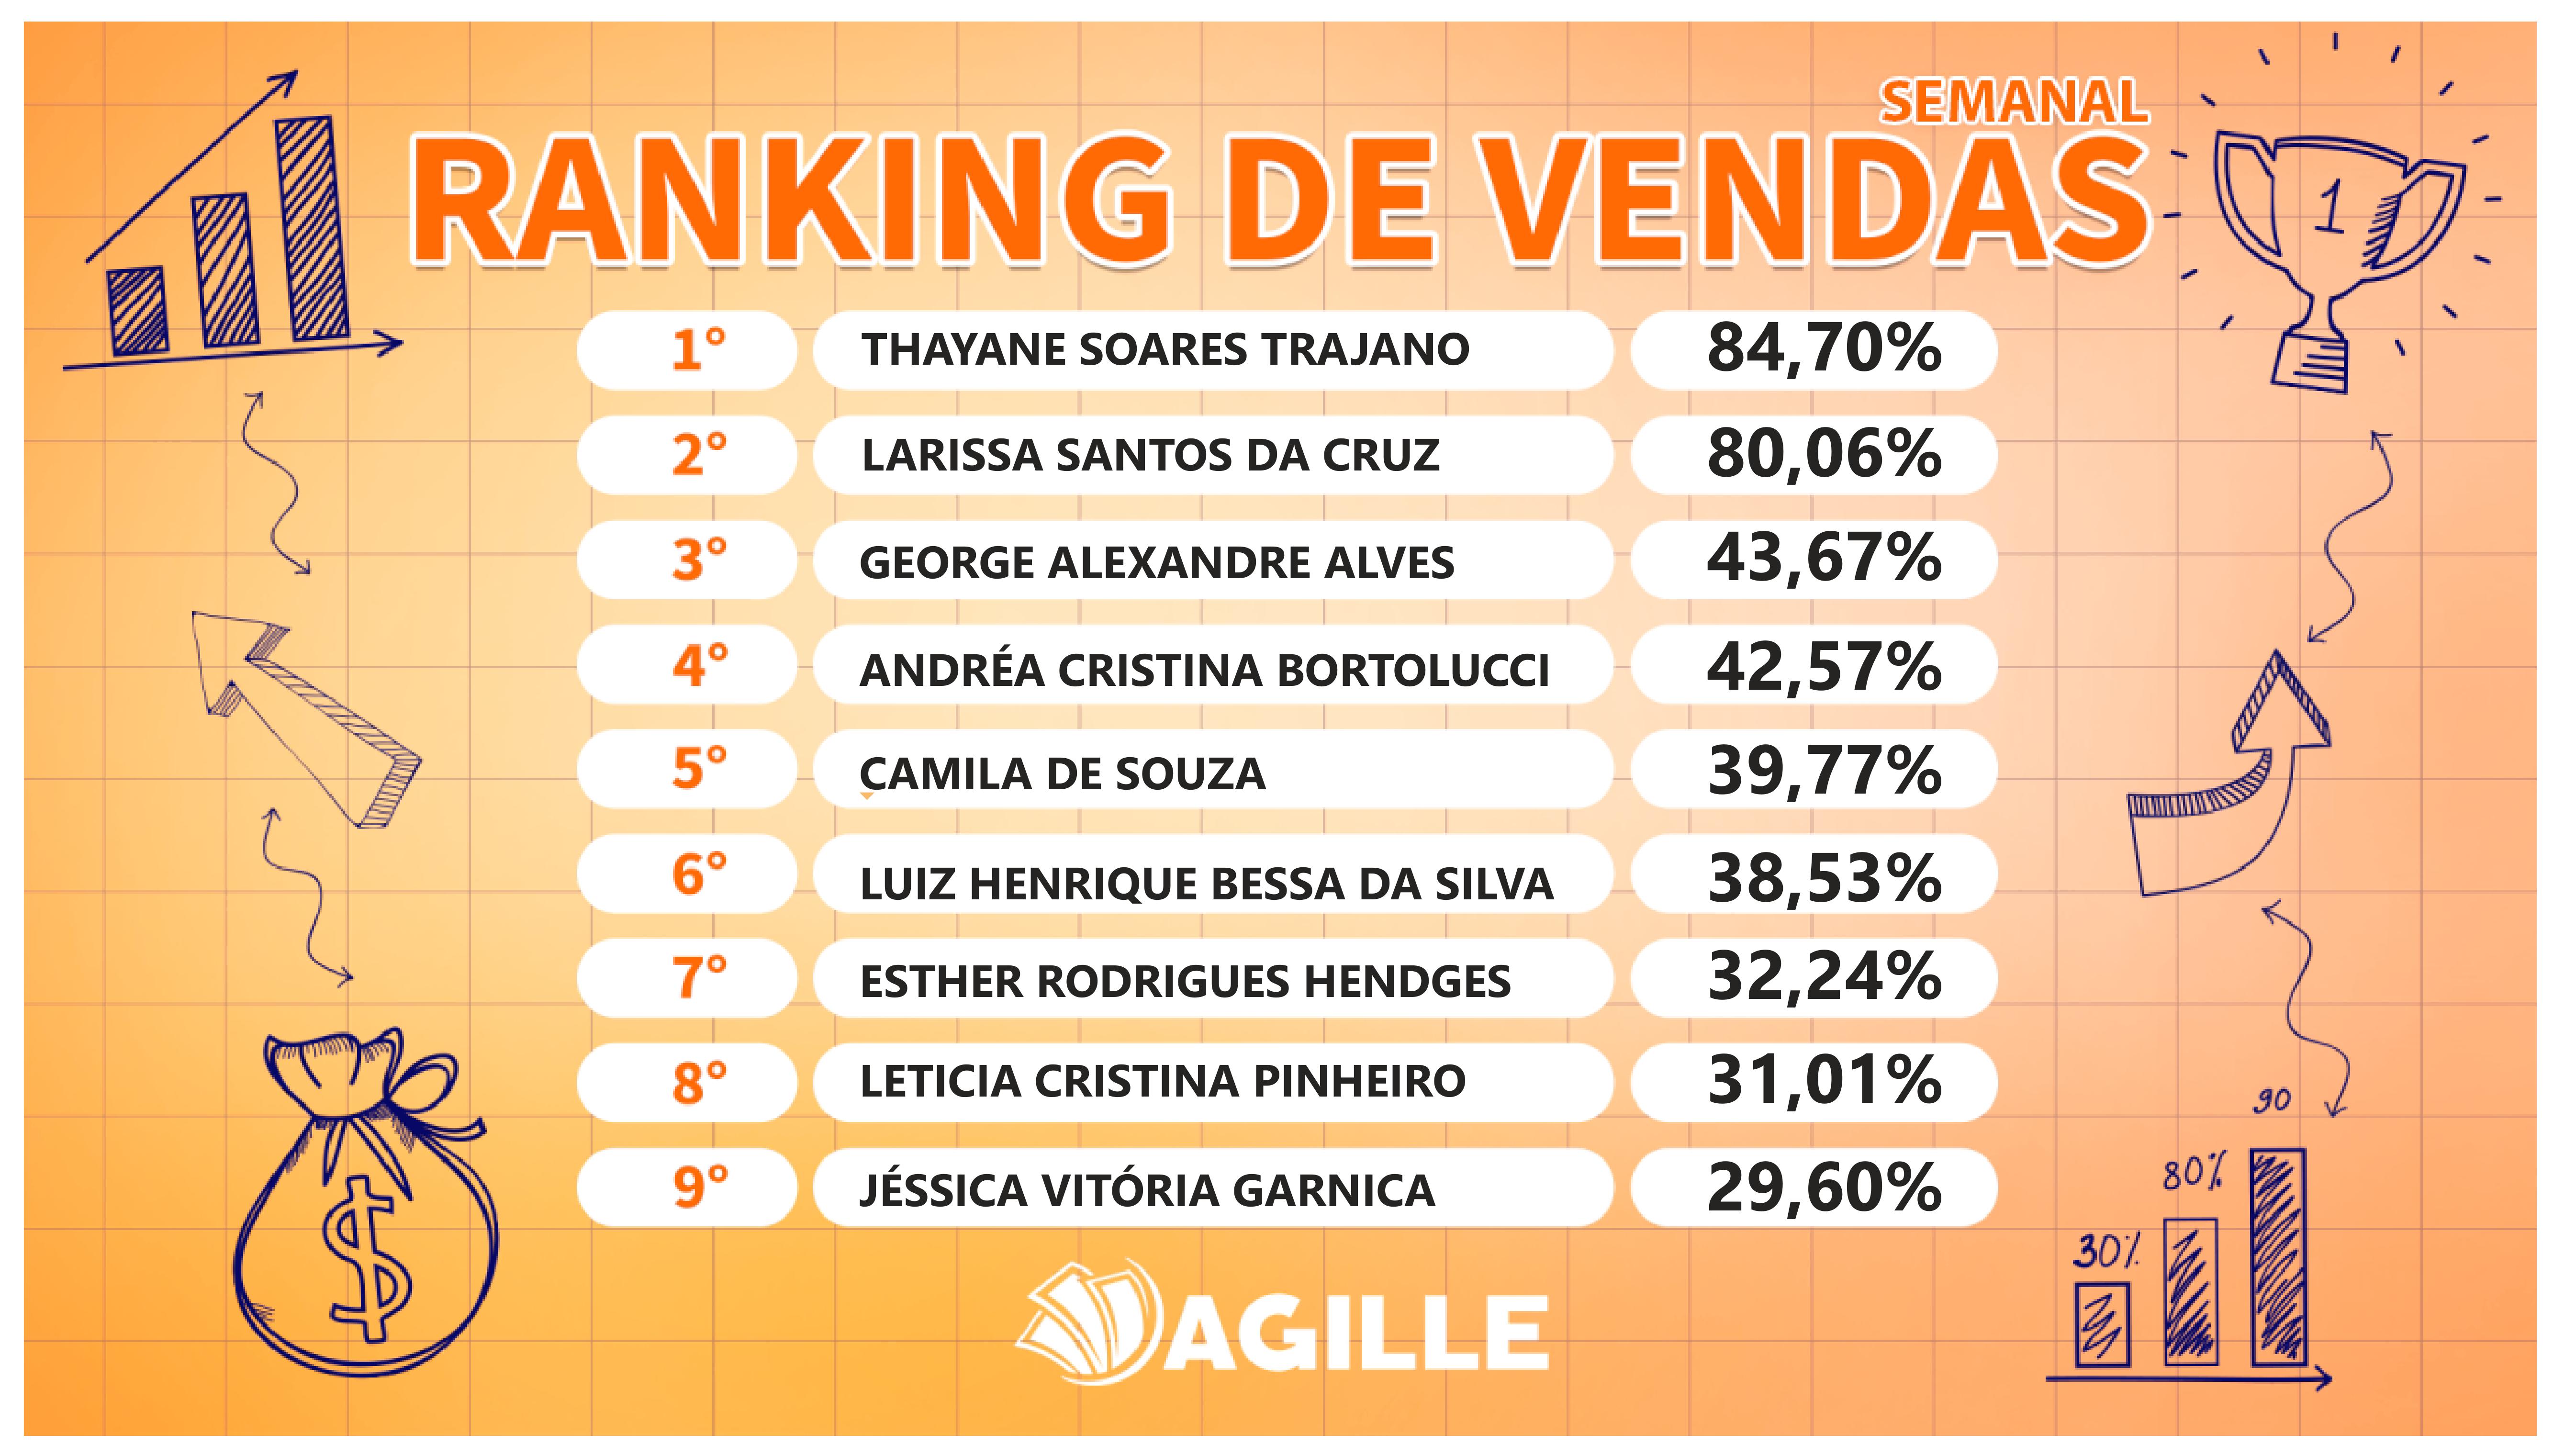 SEMANAL
RANKING DE VENDAS
1
1° THAYANE SOARES TRAJANO 84,70%
2° LARISSA SANTOS DA CRUZ 80,06%
3° GEORGE ALEXANDRE ALVES 43,67%
4° ANDRÉA CRISTINA BORTOLUCCI 42,57%
5° CAMILA DE SOUZA 39,77%
6° LUIZ HENRIQUE BESSA DA SILVA 38,53%
7° ESTHER RODRIGUES HENDGES 32,24%
8° LETICIA CRISTINA PINHEIRO 31,01%
9° JÉSSICA VITÓRIA GARNICA 29,60%
$
30% 80% 90
AGILLE